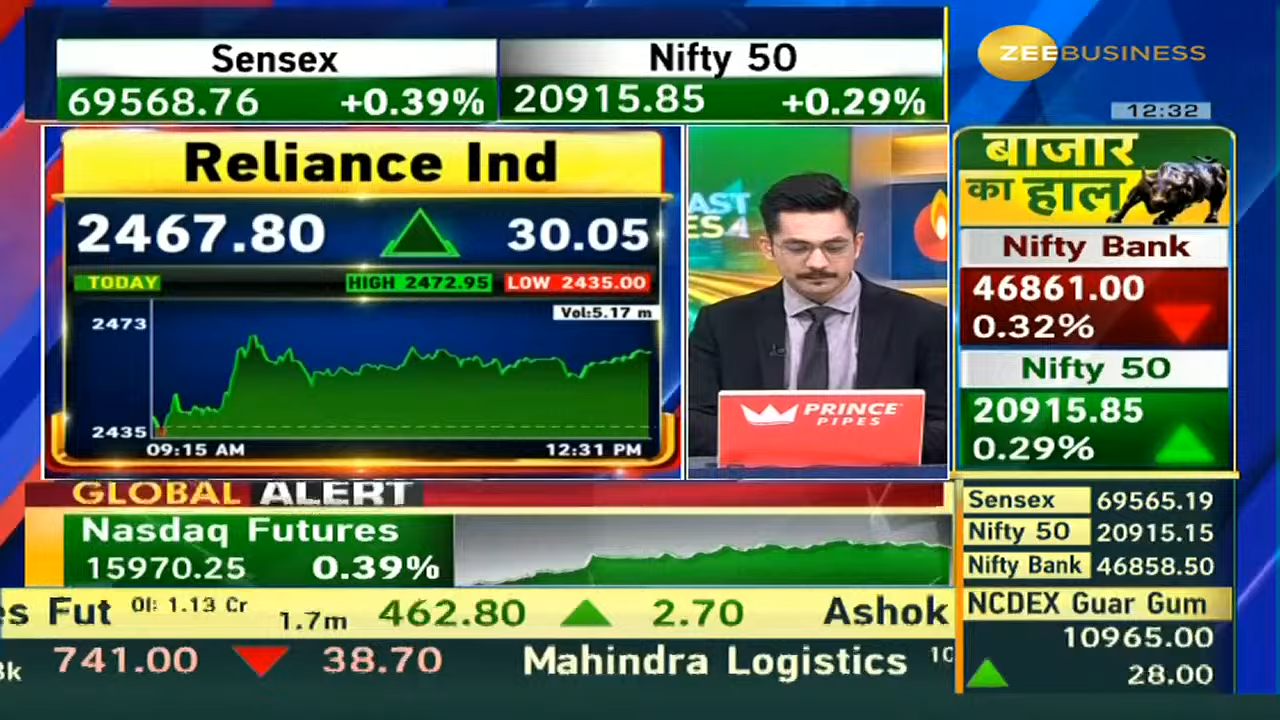 Sensex
69568.76 +0.39%
Nifty 50
20915.85 +0.29%
ZEEBUSINESS
12:32
Reliance Ind
2467.80 30.05
TODAY HIGH 2472.95 LOW 2435.00
Vol:5.17 m
2473
2435
09:15 AM 12:31 PM
AST
ES4
PRINCE
PIPES
बाजार
का हाल
Nifty Bank
46861.00
0.32%
Nifty 50
20915.85
0.29%
GLOBAL ALERT
Nasdaq Futures
15970.25 0.39%
Sensex 69565.19
Nifty 50 20915.15
Nifty Bank 46858.50
NCDEX Guar Gum
10965.00
28.00
es Fut OI: 1.13 Cr 1.7m 462.80 2.70 Ashok
8k 741.00 38.70 Mahindra Logistics 10